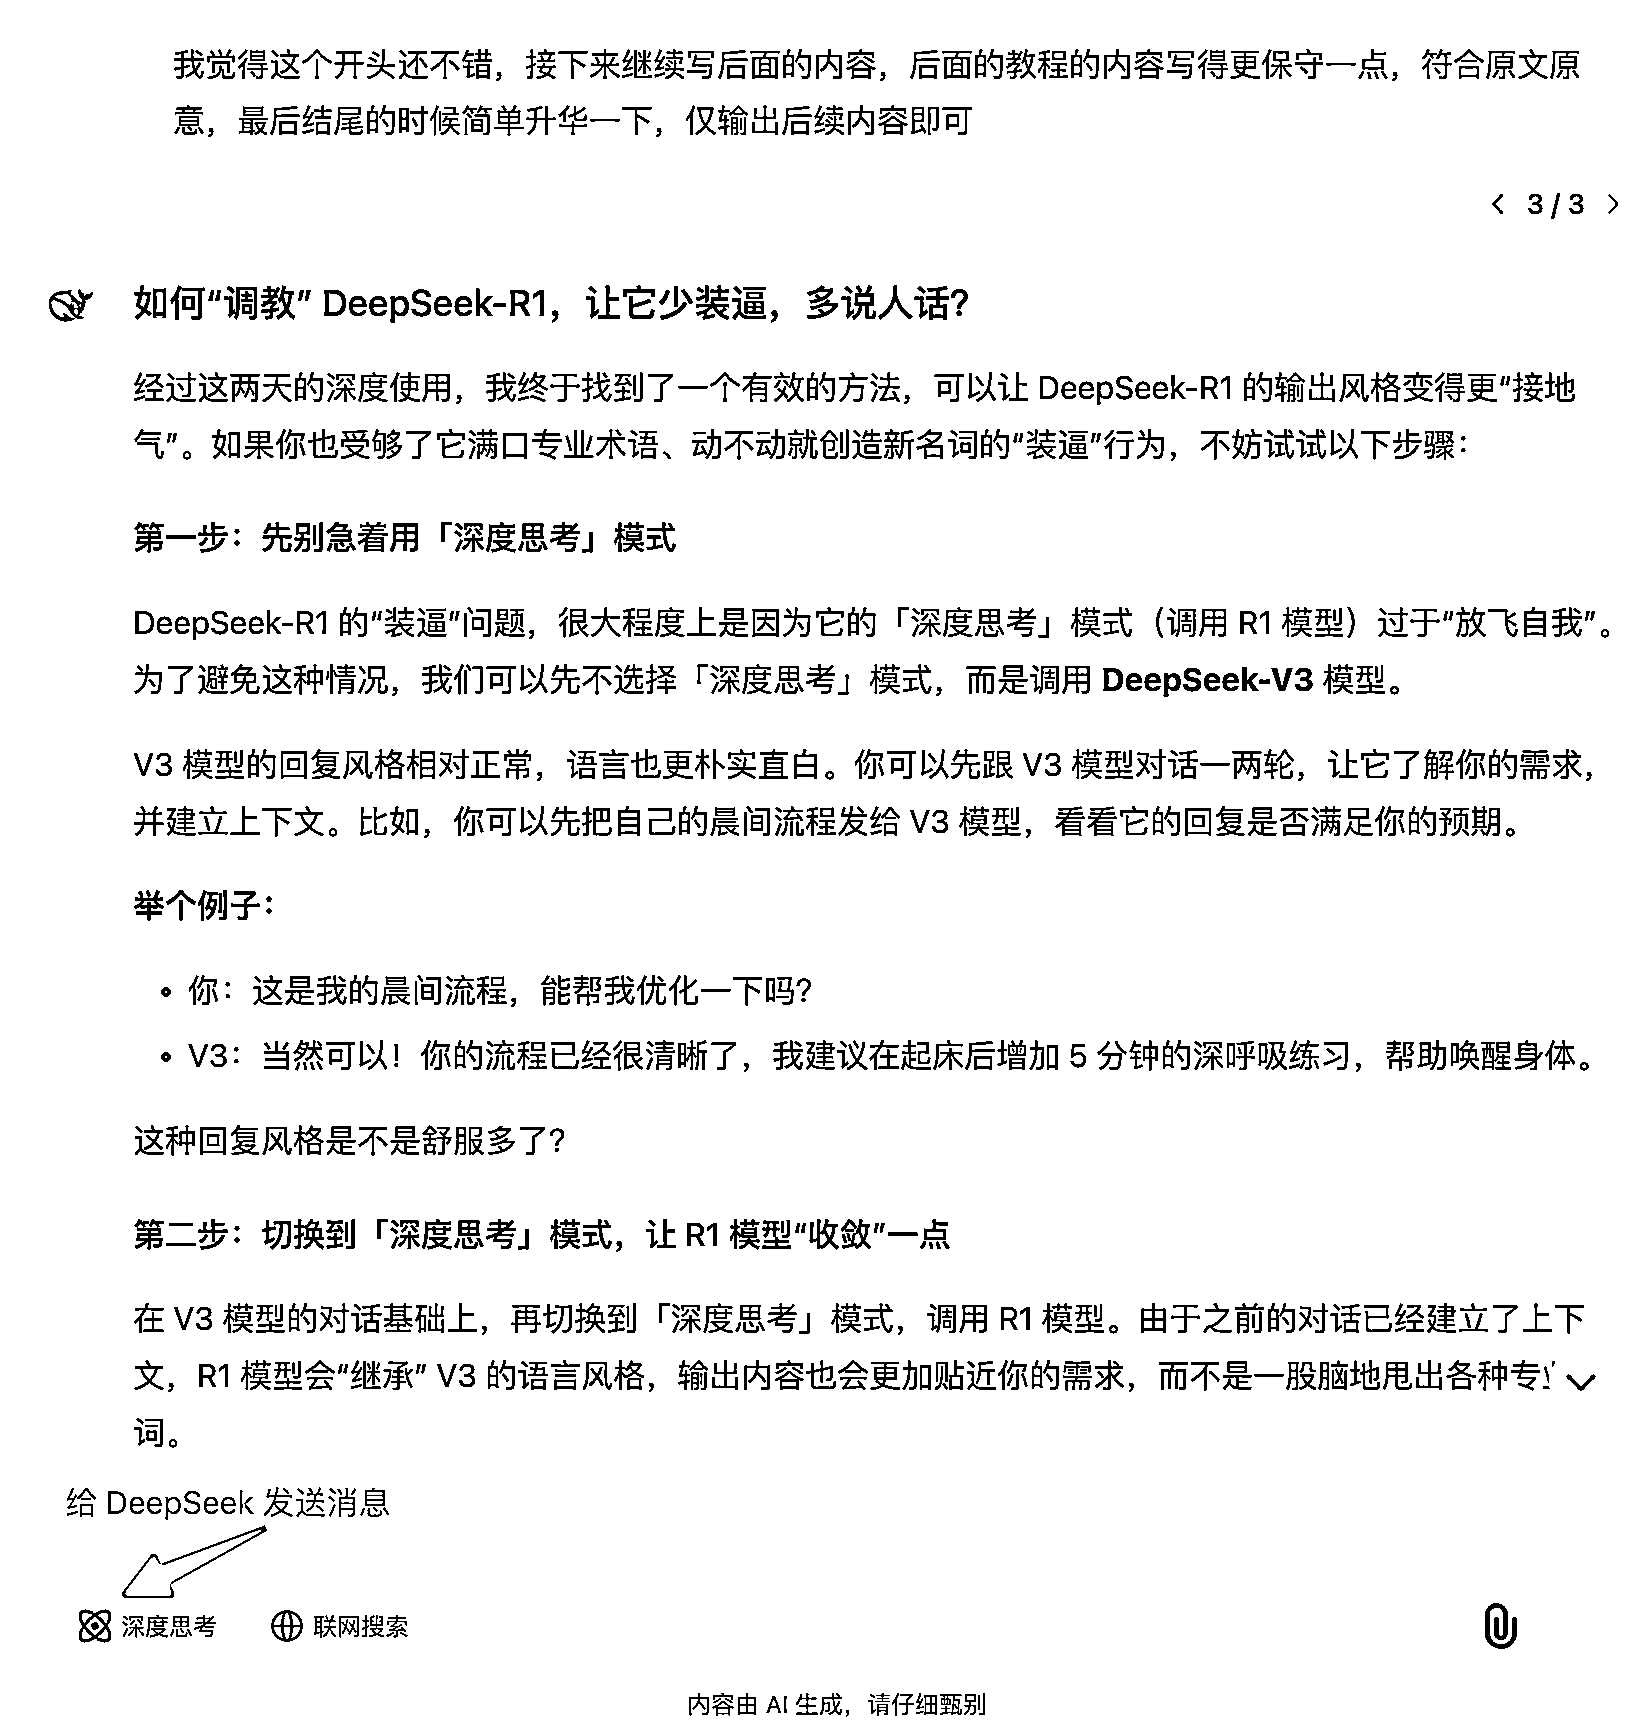 我觉得这个开头还不错，接下来继续写后面的内容，后面的教程的内容写得更保守一点，符合原文原
意，最后结尾的时候简单升华一下，仅输出后续内容即可
3 / 3
如何“调教” DeepSeek-R1，让它少装逼，多说人话？
经过这两天的深度使用，我终于找到了一个有效的方法，可以让 DeepSeek-R1 的输出风格变得更“接地
气”。如果你也受够了它满口专业术语、动不动就创造新名词的“装逼”行为，不妨试试以下步骤：
第一步：先别急着用「深度思考」模式
DeepSeek-R1 的“装逼”问题，很大程度上是因为它的「深度思考」模式（调用 R1 模型）过于“放飞自我”。
为了避免这种情况，我们可以先不选择「深度思考」模式，而是调用 DeepSeek-V3 模型。
V3 模型的回复风格相对正常，语言也更朴实直白。你可以先跟 V3 模型对话一两轮，让它了解你的需求，
并建立上下文。比如，你可以先把自己的晨间流程发给 V3 模型，看看它的回复是否满足你的预期。
举个例子：
• 你：这是我的晨间流程，能帮我优化一下吗？
• V3：当然可以！你的流程已经很清晰了，我建议在起床后增加 5 分钟的深呼吸练习，帮助唤醒身体。
这种回复风格是不是舒服多了？
第二步：切换到「深度思考」模式，让 R1 模型“收敛”一点
在 V3 模型的对话基础上，再切换到「深度思考」模式，调用 R1 模型。由于之前的对话已经建立了上下
文，R1 模型会“继承” V3 的语言风格，输出内容也会更加贴近你的需求，而不是一股脑地甩出各种专
词。
给 DeepSeek 发送消息
深度思考 联网搜索
内容由 AI 生成，请仔细甄别